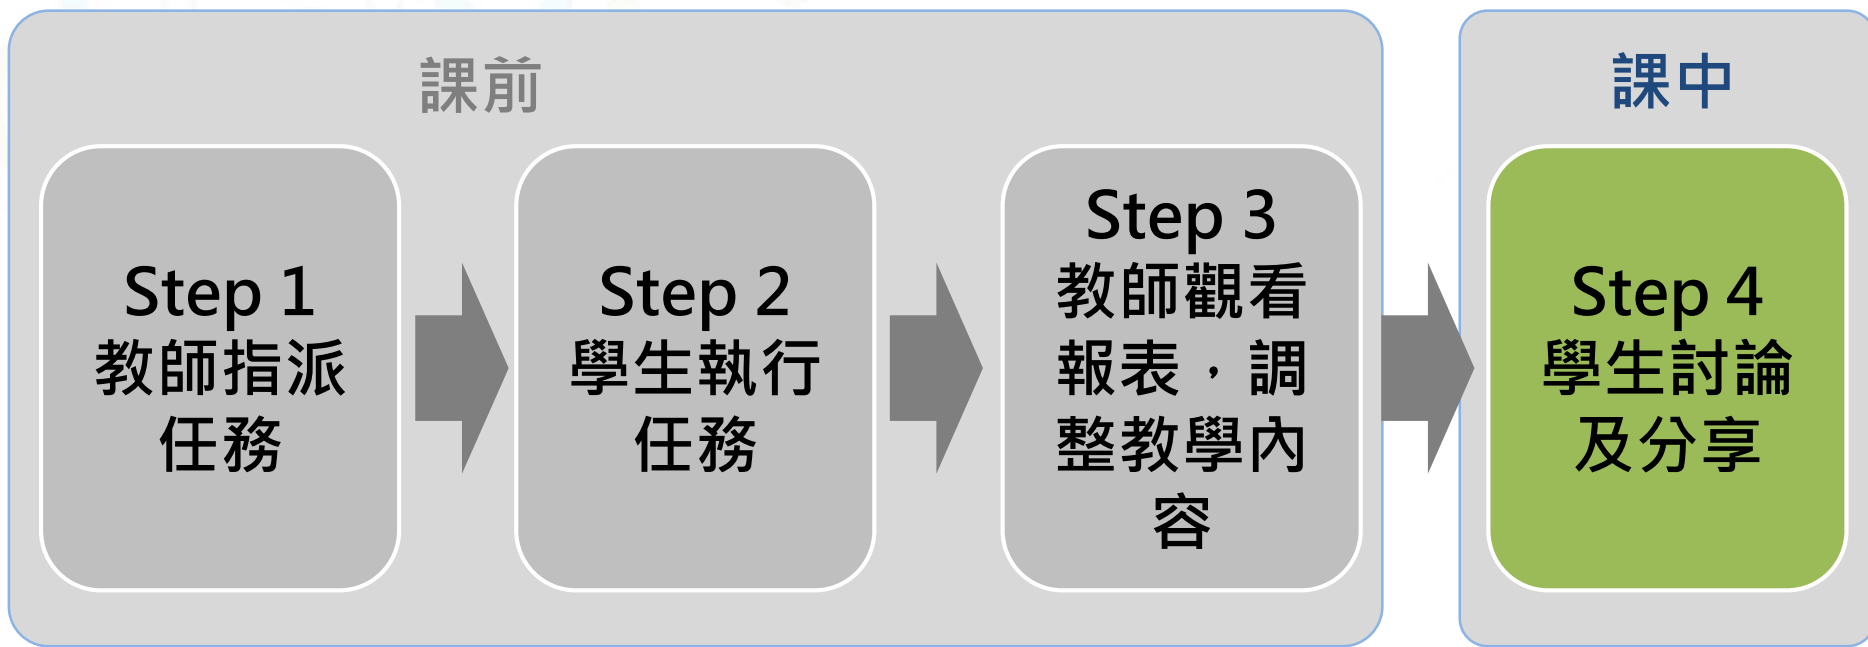 課前
Step 1
教師指派
任務
Step 2
學生執行
任務
Step 3
教師觀看
報表，調
整教學內
容
課中
Step 4
學生討論
及分享